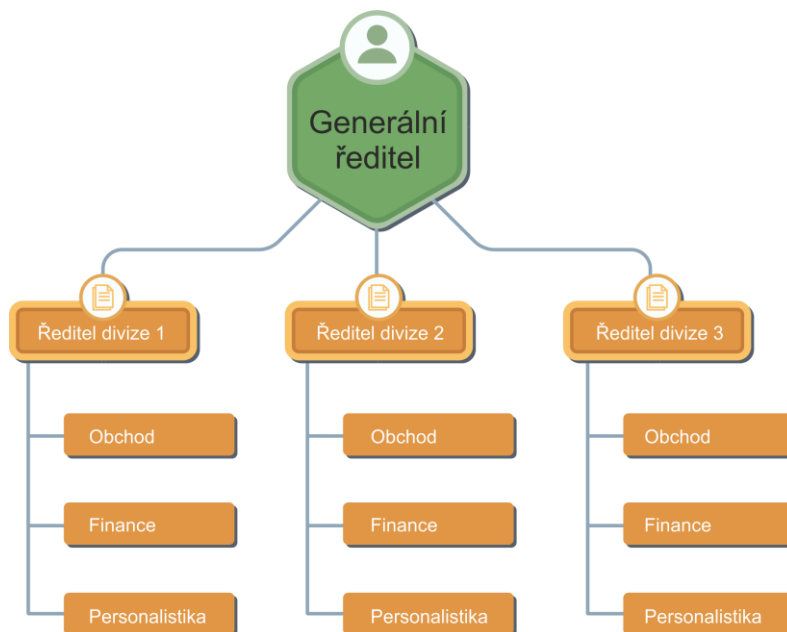 Generální
ředitel
Ředitel divize 1
Ředitel divize 2
Ředitel divize 3
Obchod
Obchod
Obchod
Finance
Finance
Finance
Personalistika
Personalistika
Personalistika